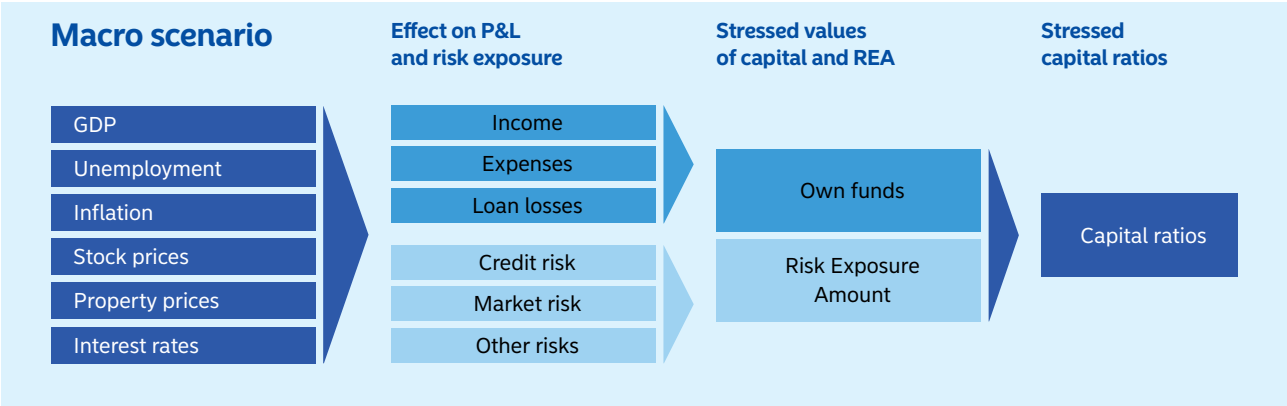 Macro scenario
Effect on P&L
and risk exposure
Stressed values
of capital and REA
Stressed
capital ratios
GDP
Unemployment
Inflation
Stock prices
Property prices
Interest rates
Income
Expenses
Loan losses
Credit risk
Market risk
Other risks
Own funds
Risk Exposure
Amount
Capital ratios